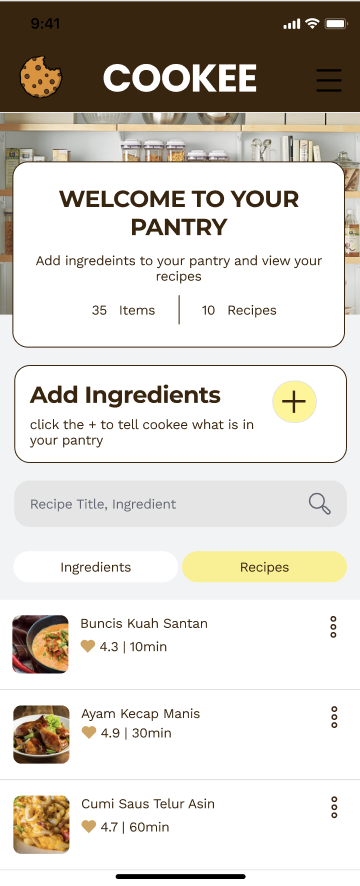 9:41
COOKEE
WELCOME TO YOUR
PANTRY
Add ingredeints to your pantry and view your
recipes
35 Items
10 Recipes
Add Ingredients
click the + to tell cookee what is in
your pantry
Recipe Title, Ingredient
Ingredients
Recipes
Buncis Kuah Santan
4.3 | 10min
Ayam Kecap Manis
4.9 | 30min
Cumi Saus Telur Asin
4.7 | 60min